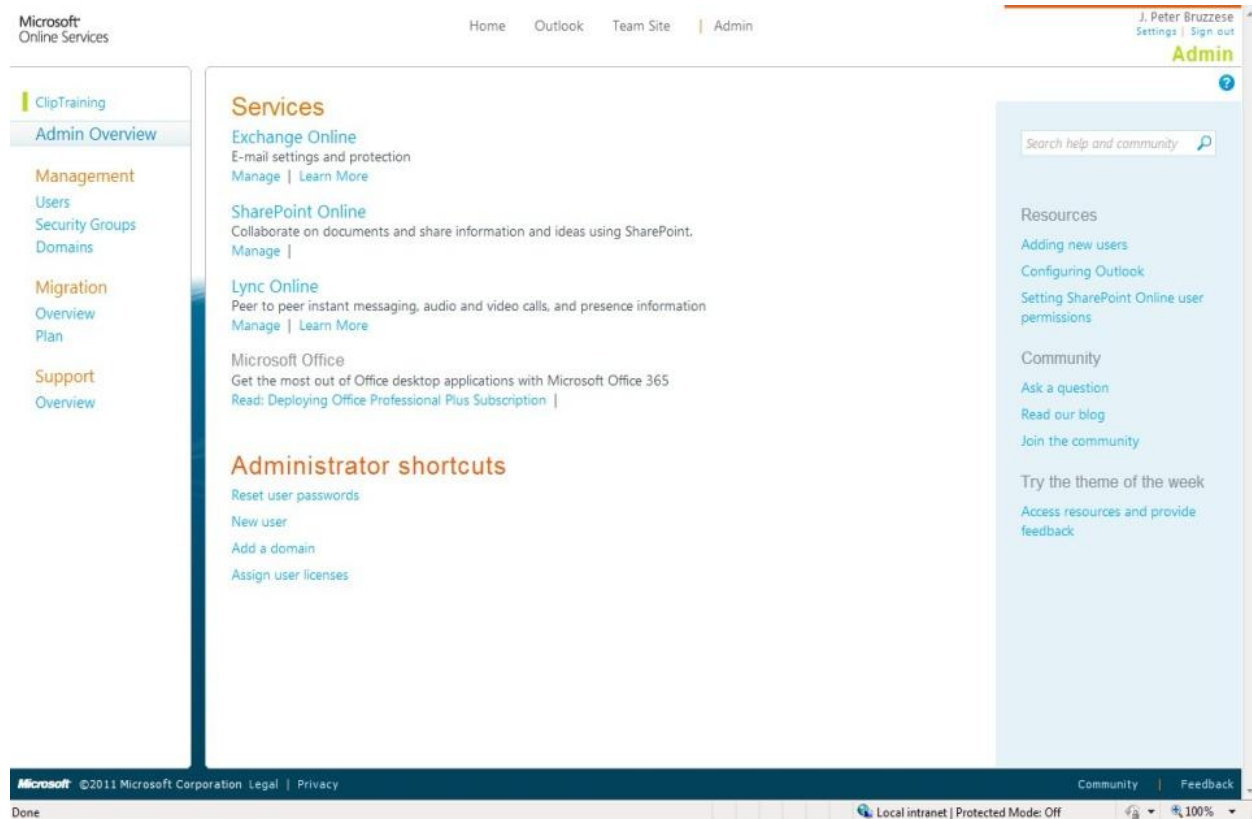 Microsoft
Online Services
Home Outlook Team Site | Admin
J. Peter Bruzzese
Settings | Sign out
Admin
ClipTraining
Admin Overview
Management
Users
Security Groups
Domains
Migration
Overview
Plan
Support
Overview
Services
Exchange Online
E-mail settings and protection
Manage | Learn More
SharePoint Online
Collaborate on documents and share information and ideas using SharePoint.
Manage |
Lync Online
Peer to peer instant messaging, audio and video calls, and presence information
Manage | Learn More
Microsoft Office
Get the most out of Office desktop applications with Microsoft Office 365
Read: Deploying Office Professional Plus Subscription |
Administrator shortcuts
Reset user passwords
New user
Add a domain
Assign user licenses
?
Search help and community
Resources
Adding new users
Configuring Outlook
Setting SharePoint Online user
permissions
Community
Ask a question
Read our blog
Join the community
Try the theme of the week
Access resources and provide
feedback
Microsoft ©2011 Microsoft Corporation Legal | Privacy
Community | Feedback
Done
Local intranet | Protected Mode: Off
100%